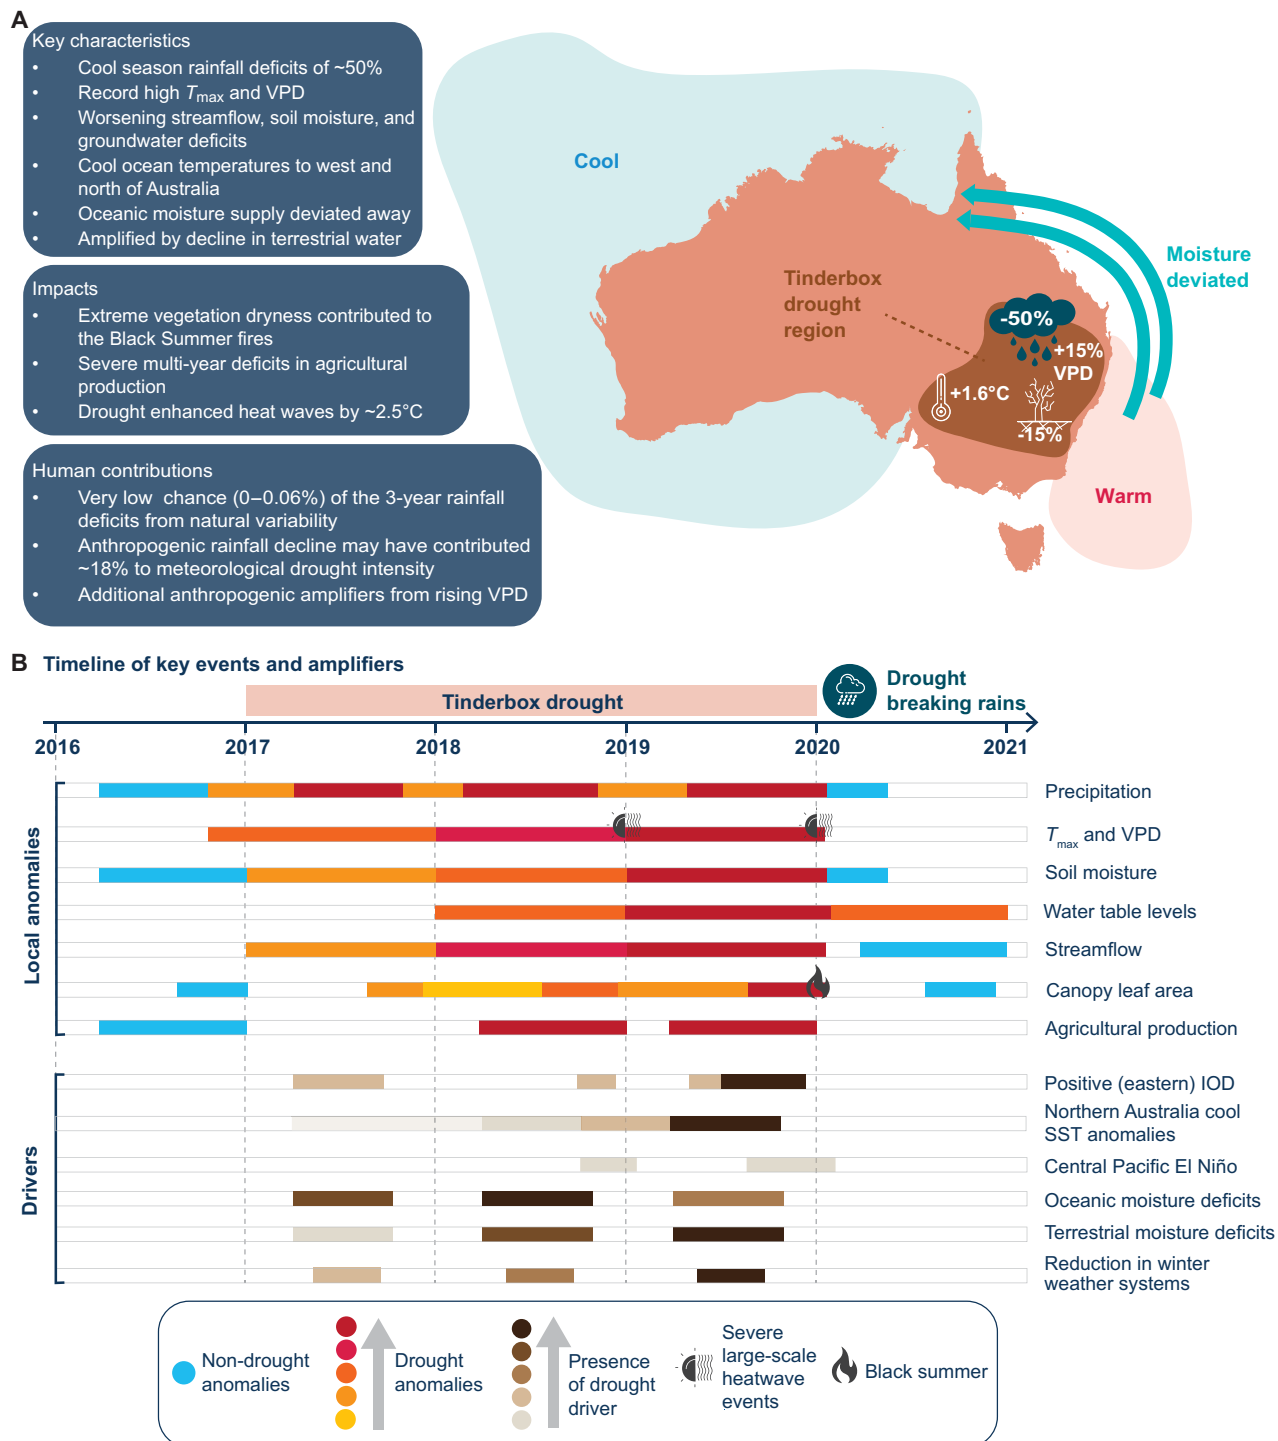 A
Key characteristics
• Cool season rainfall deficits of ~50%
• Record high Tmax and VPD
• Worsening streamflow, soil moisture, and
groundwater deficits
• Cool ocean temperatures to west and
north of Australia
• Oceanic moisture supply deviated away
• Amplified by decline in terrestrial water
Impacts
• Extreme vegetation dryness contributed to
the Black Summer fires
• Severe multi-year deficits in agricultural
production
• Drought enhanced heat waves by ~2.5°C
Human contributions
• Very low chance (0–0.06%) of the 3-year rainfall
deficits from natural variability
• Anthropogenic rainfall decline may have contributed
~18% to meteorological drought intensity
• Additional anthropogenic amplifiers from rising VPD
Cool
Moisture
deviated
Tinderbox
drought
region
-50%
+15%
VPD
+1.6°C
-15%
Warm
B Timeline of key events and amplifiers
Drought
breaking rains
Tinderbox drought
2016 2017 2018 2019 2020 2021
Local anomalies
Precipitation
Tmax and VPD
Soil moisture
Water table levels
Streamflow
Canopy leaf area
Agricultural production
Drivers
Positive (eastern) IOD
Northern Australia cool
SST anomalies
Central Pacific El Niño
Oceanic moisture deficits
Terrestrial moisture deficits
Reduction in winter
weather systems
Non-drought
anomalies
Drought
anomalies
Presence
of drought
driver
Severe
large-scale
heatwave
events
Black summer